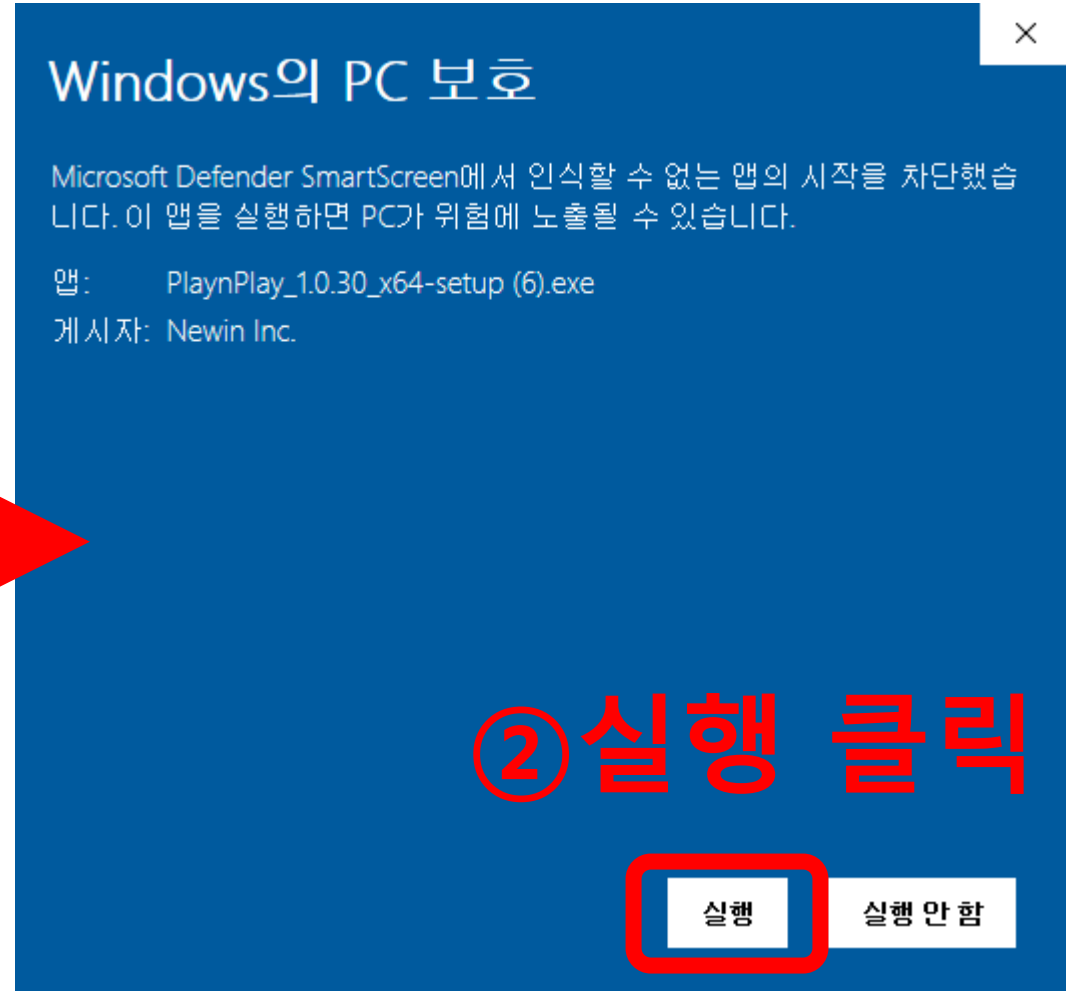 Windows의 PC 보호
Microsoft Defender SmartScreen에서 인식할 수 없는 앱의 시작을 차단했습
니다. 이 앱을 실행하면 PC가 위험에 노출될 수 있습니다.
앱: PlaynPlay_1.0.30_x64-setup (6).exe
게시자: Newin Inc.
②실행 클릭
실행 실행 안 함